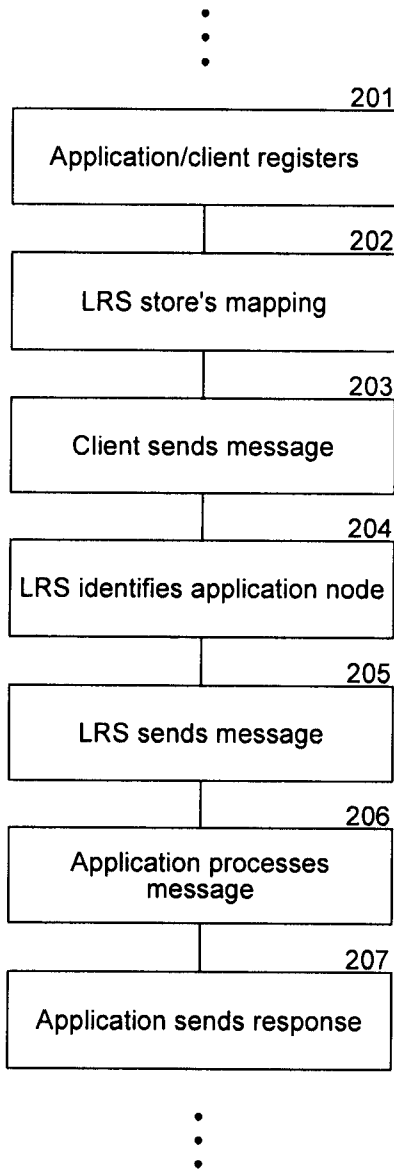 201
Application/client registers
202
LRS store's mapping
203
Client sends message
204
LRS identifies application node
205
LRS sends message
206
Application processes
message
207
Application sends response